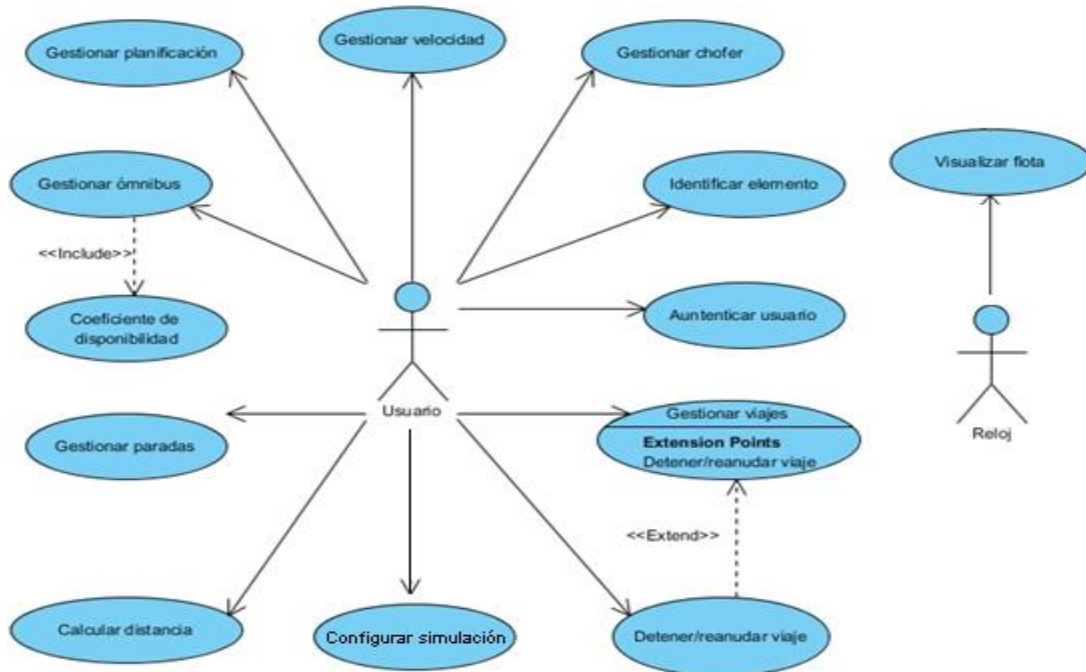 Gestionar planificación
Gestionar velocidad
Gestionar chofer
Gestionar ómnibus
Identificar elemento
Visualizar flota
<<Include>>
Coeficiente de
disponibilidad
Auntenticar usuario
Usuario
Gestionar viajes
Extension Points
Detener/reanudar viaje
Reloj
Gestionar paradas
<<Extend>>
Calcular distancia
Configurar simulación
Detener/reanudar viaje